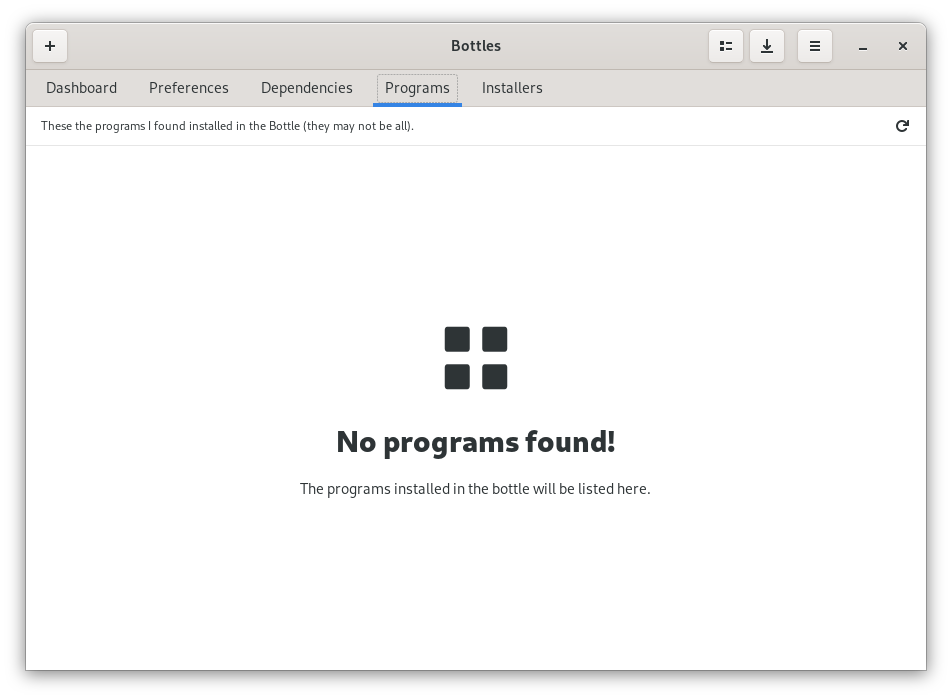 Bottles
Dashboard Preferences Dependencies Programs Installers
These the programs I found installed in the Bottle (they may not be all).
No programs found!
The programs installed in the bottle will be listed here.